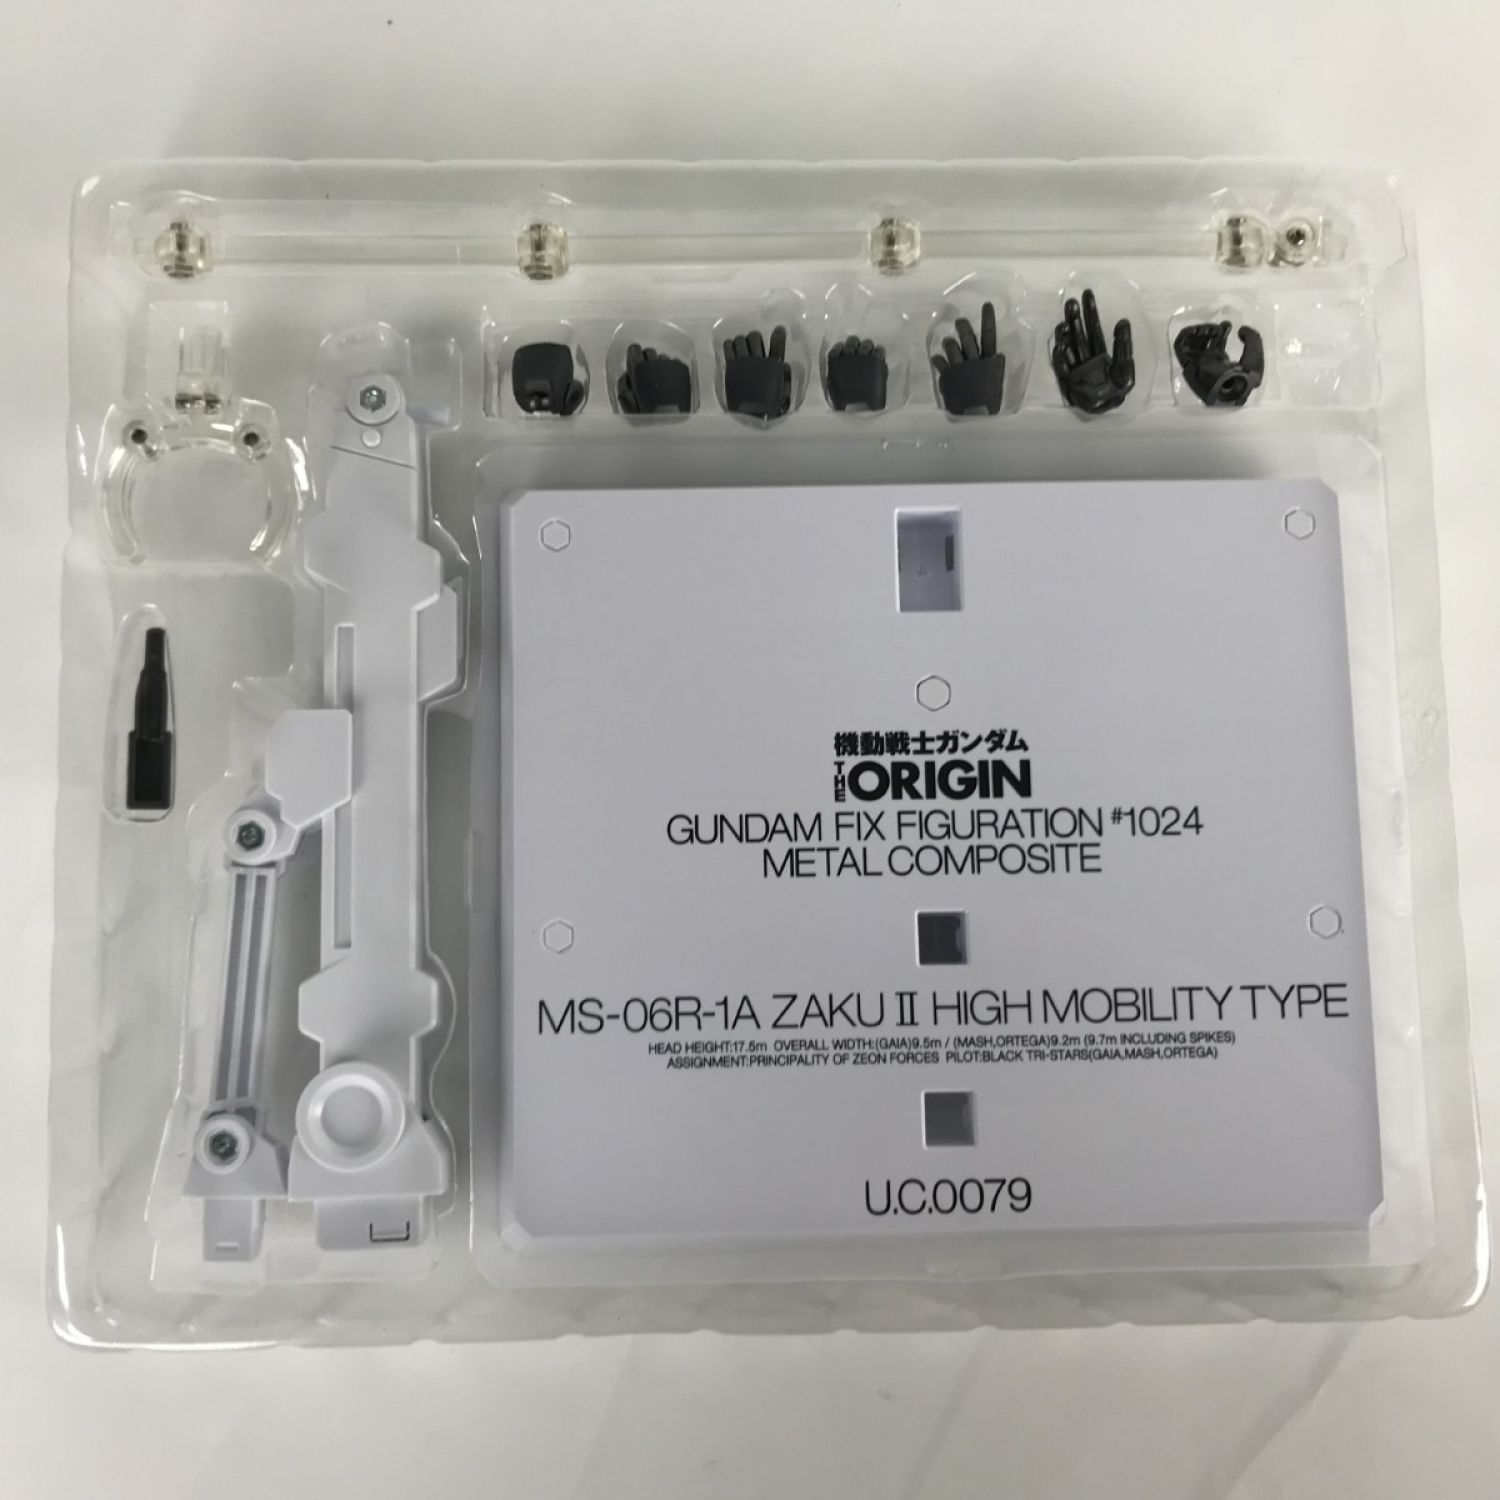 機動戦士ガンダム
THE ORIGIN
GUNDAM FIX FIGURATION #1024
METAL COMPOSITE
MS-06R-1A ZAKU II HIGH MOBILITY TYPE
HEAD HEIGHT:17.5m OVERALL WIDTH:(GAIA)9.5m / (MASH,ORTEGA)9.2m (9.7m INCLUDING SPIKES)
ASSIGNMENT:PRINCIPALITY OF ZEON FORCES PILOT:BLACK TRI-STARS(GAIA,MASH,ORTEGA)
U.C.0079